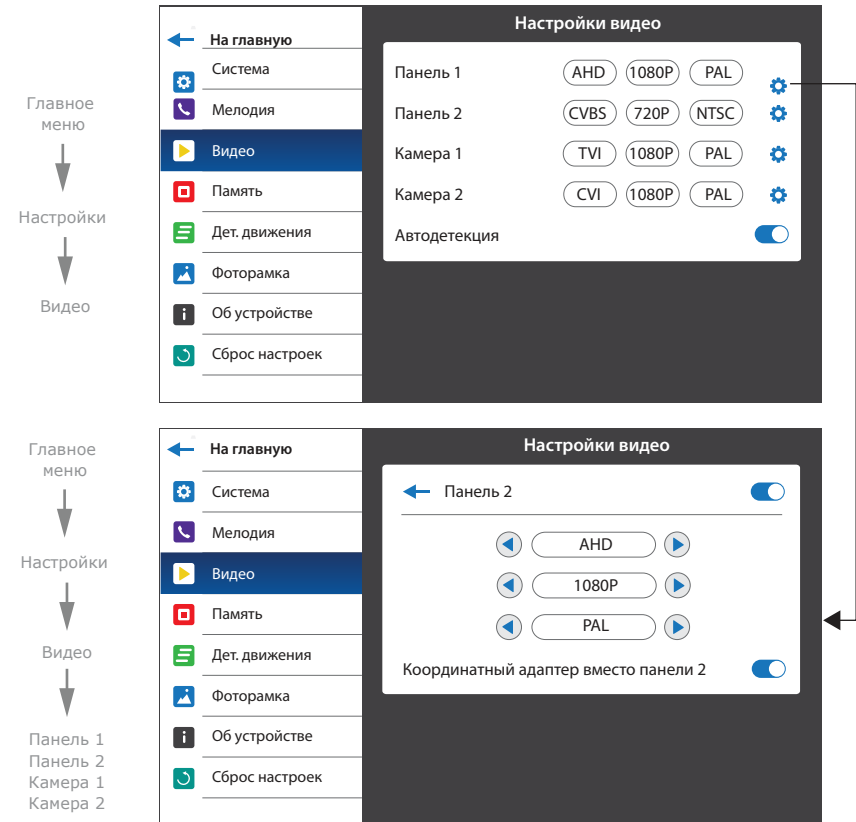 Главное
меню
Настройки
Видео
На главную
Система
Мелодия
Видео
Память
Дет. движения
Фоторамка
Об устройстве
Сброс настроек
Настройки видео
Панель 1 AHD 1080P PAL
Панель 2 CVBS 720P NTSC
Камера 1 TVI 1080P PAL
Камера 2 CVI 1080P PAL
Автодетекция
Главное
меню
Настройки
Видео
Панель 1
Панель 2
Камера 1
Камера 2
На главную
Система
Мелодия
Видео
Память
Дет. движения
Фоторамка
Об устройстве
Сброс настроек
Настройки видео
Панель 2
AHD
1080P
PAL
Координатный адаптер вместо панели 2